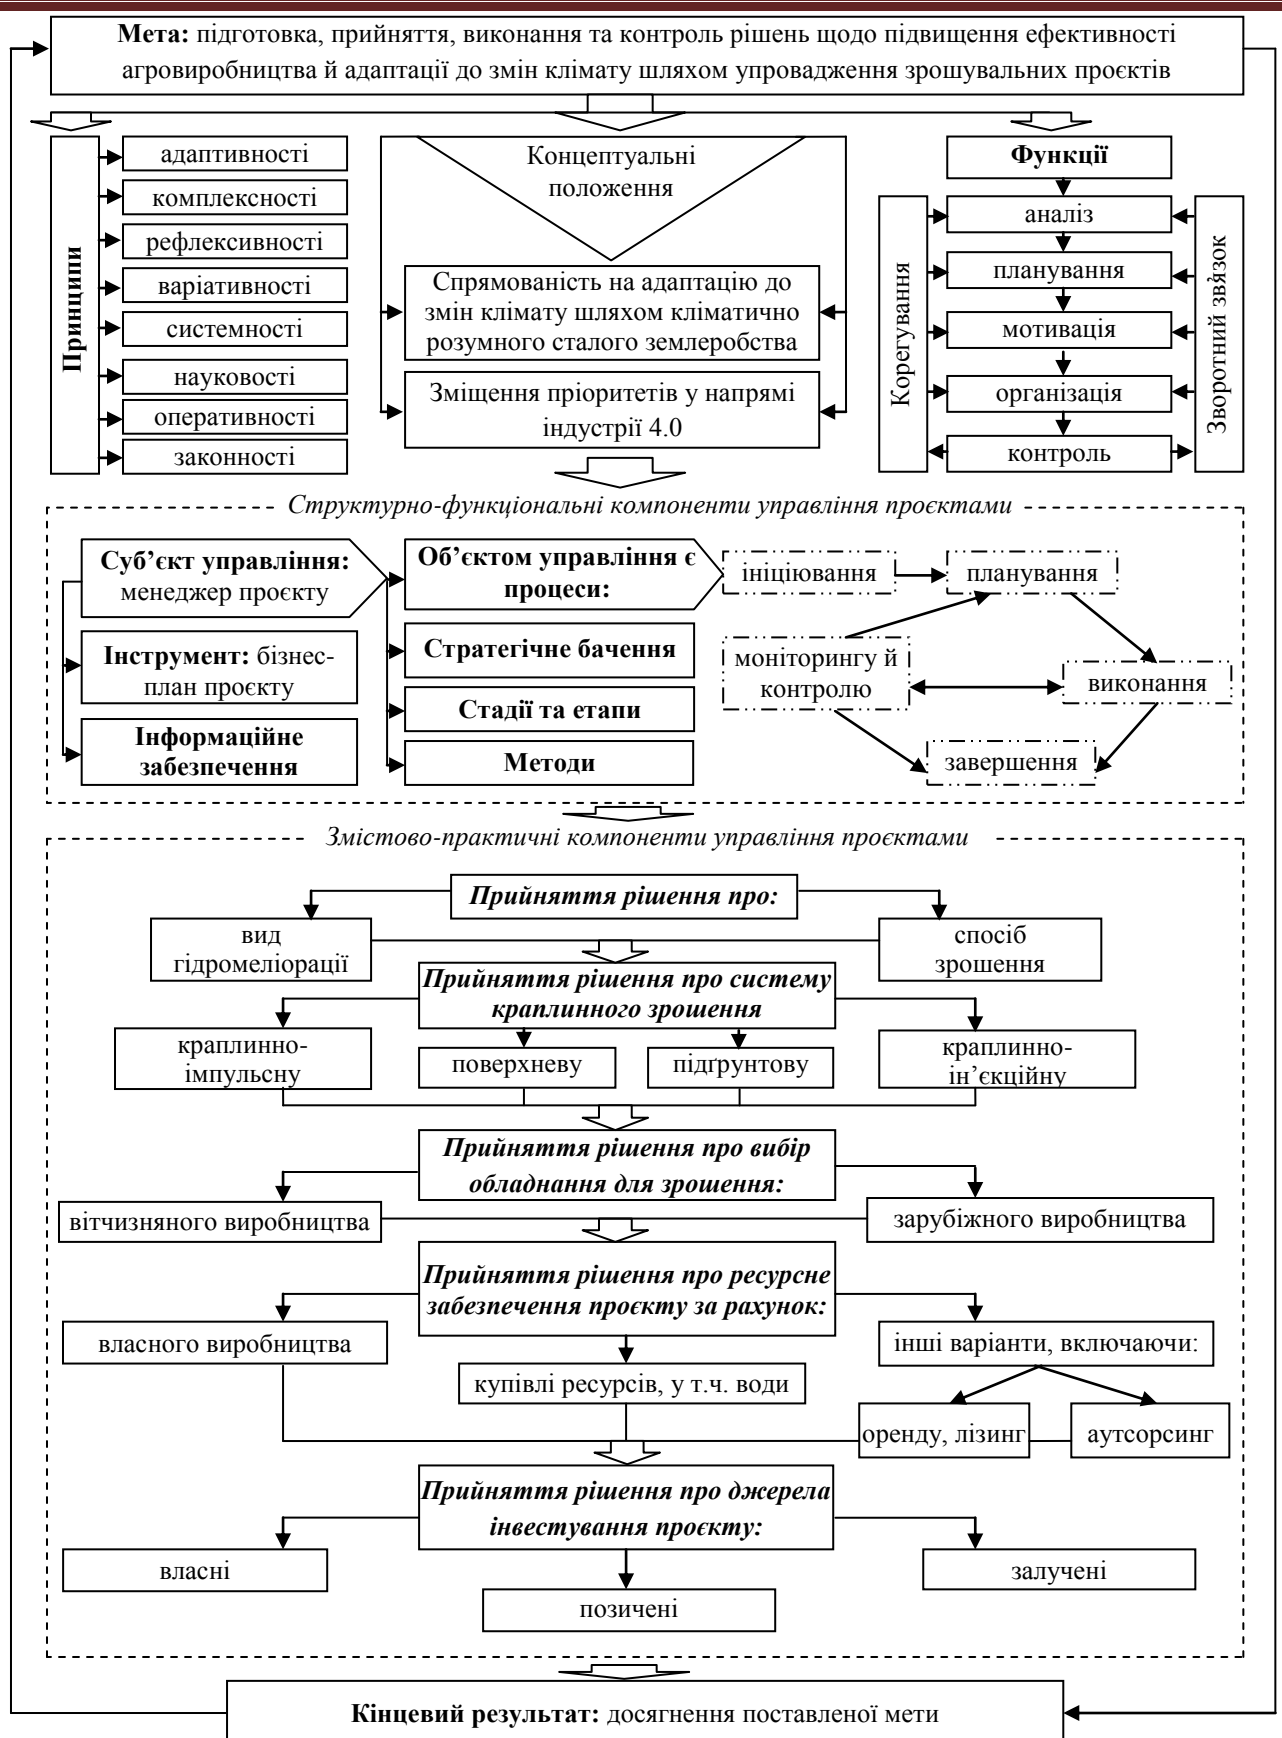 Мета: підготовка, прийняття, виконання та контроль рішень щодо підвищення ефективності
агровиробництва й адаптації до змін клімату шляхом упровадження зрошувальних проєктів
Принципи
адаптивності
комплексності
рефлексивності
варіативності
системності
науковості
оперативності
законності
Концептуальні
положення
Спрямованість на адаптацію до
змін клімату шляхом кліматично
розумного сталого землеробства
Зміщення пріоритетів у напрямі
індустрії 4.0
Функції
Корегування
аналіз
планування
мотивація
організація
контроль
Зворотний зв'язок
Структурно-функціональні компоненти управління проєктами
Суб’єкт управління:
менеджер проєкту
Інструмент: бізнес-
план проєкту
Інформаційне
забезпечення
Об’єктом управління є
процеси:
Стратегічне бачення
Стадії та етапи
Методи
ініціювання
планування
моніторингу й
контролю
виконання
завершення
Змістово-практичні компоненти управління проєктами
Прийняття рішення про:
вид
гідромеліорації
спосіб
зрошення
Прийняття рішення про систему
краплинного зрошення
краплинно-
імпульсну
поверхневу
підґрунтову
краплинно-
ін’єкційну
Прийняття рішення про вибір
обладнання для зрошення:
вітчизняного виробництва
зарубіжного виробництва
Прийняття рішення про ресурсне
забезпечення проєкту за рахунок:
власного виробництва
купівлі ресурсів, у т.ч. води
інші варіанти, включаючи:
оренду, лізинг
аутсорсинг
Прийняття рішення про джерела
інвестування проєкту:
власні
позичені
залучені
Кінцевий результат: досягнення поставленої мети